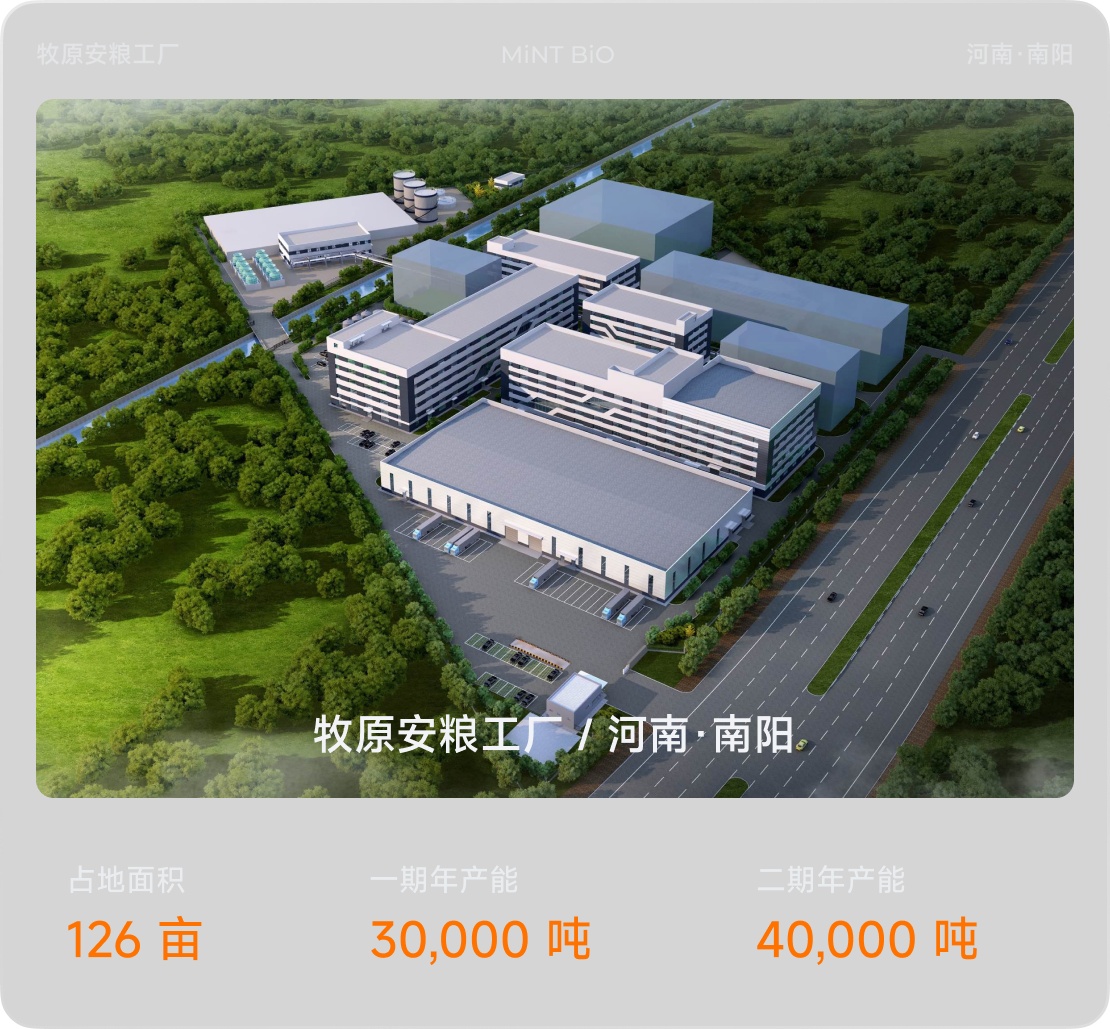 牧原安粮工厂
MiNT BiO
河南·南阳
牧原安粮工厂 / 河南·南阳
占地面积
一期年产能
二期年产能
126 亩
30,000 吨
40,000 吨